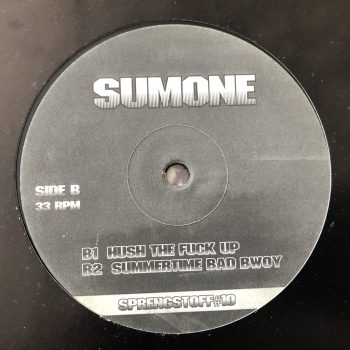 SUMONE
SIDE B
33 RPM
B1 HUSH THE FUCK UP
B2 SUMMERTIME BAD BWOY
SPRENGSTOFF#10